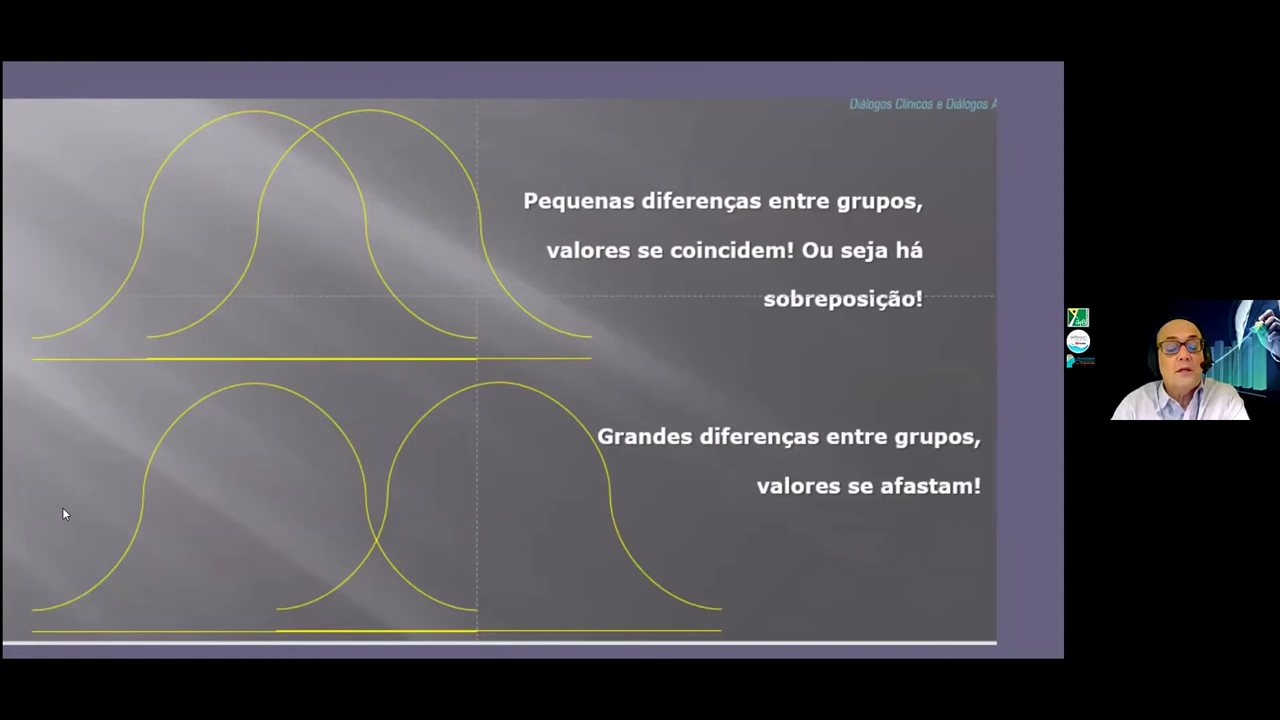 Diálogos Clínicos e Diálogos A
Pequenas diferenças entre grupos,
valores se coincidem! Ou seja há
sobreposição!
Grandes diferenças entre grupos,
valores se afastam!